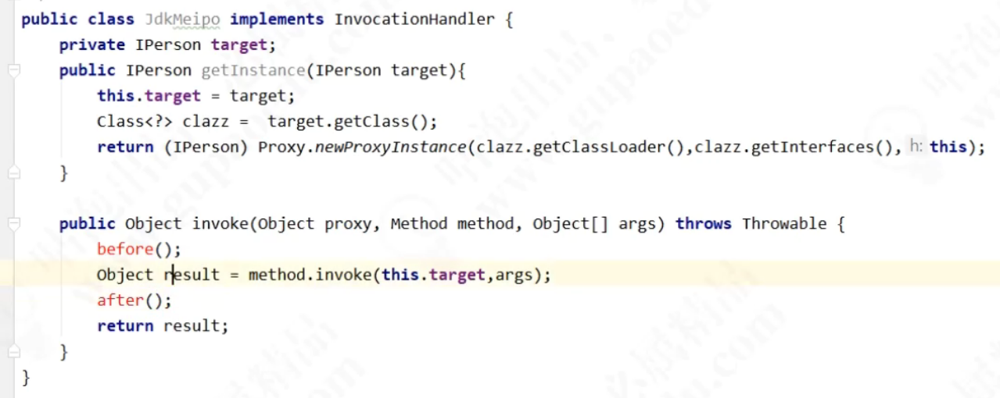 public class JdkMeipo implements InvocationHandler {
    private IPerson target;
    public IPerson getInstance(IPerson target){
        this.target = target;
        Class<?> clazz =  target.getClass();
        return (IPerson) Proxy.newProxyInstance(clazz.getClassLoader(),clazz.getInterfaces(), h: this);
    }

    public Object invoke(Object proxy, Method method, Object[] args) throws Throwable {
        before();
        Object result = method.invoke(this.target,args);
        after();
        return result;
    }
}